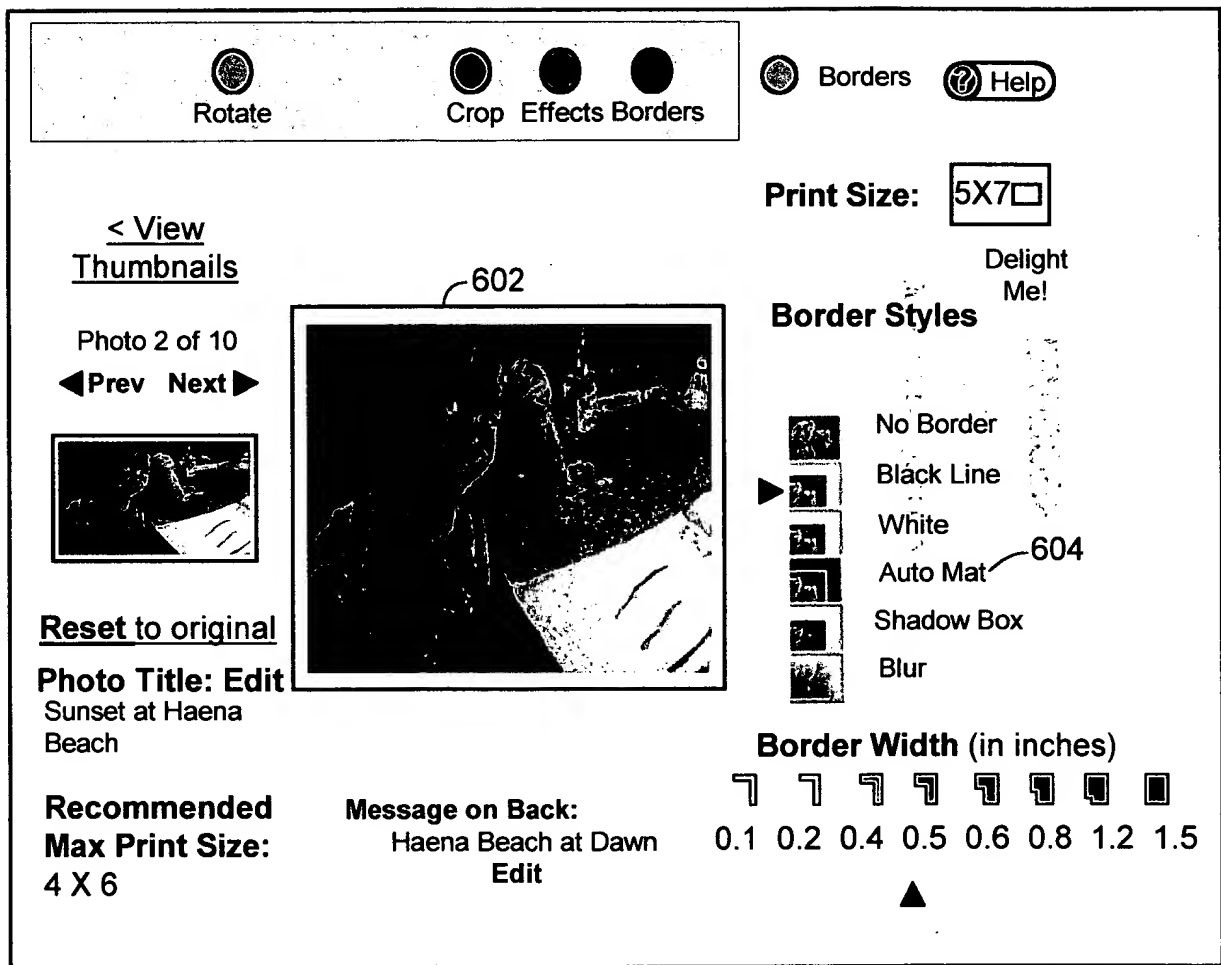 Rotate Crop Effects Borders
Borders
? Help
Print Size: 5X7
< View
Thumbnails
Delight
Me!
602
Border Styles
Photo 2 of 10
Prev Next
No Border
Black Line
White
Auto Mat
604
Shadow Box
Blur
Reset to original
Photo Title: Edit
Sunset at Haena
Beach
Border Width (in inches)
0.1 0.2 0.4 0.5 0.6 0.8 1.2 1.5
Recommended
Max Print Size:
4 X 6
Message on Back:
Haena Beach at Dawn
Edit